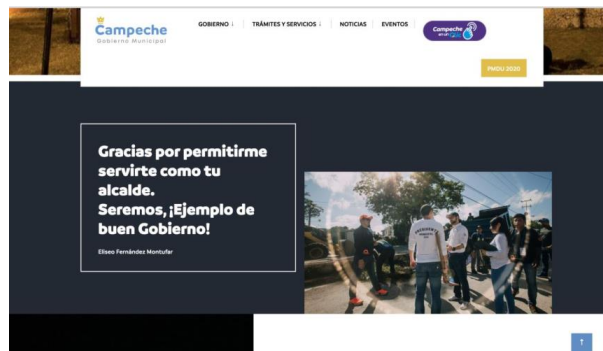 Campeche
Gobierno Municipal
GOBIERNO ↓
TRÁMITES Y SERVICIOS ↓
NOTICIAS
EVENTOS
Campeche
PMDU 2020
Gracias por permitirme
servirte como tu
alcalde.
Seremos, ¡Ejemplo de
buen Gobierno!
Eliseo Fernández Montufar
PRESIDENTE